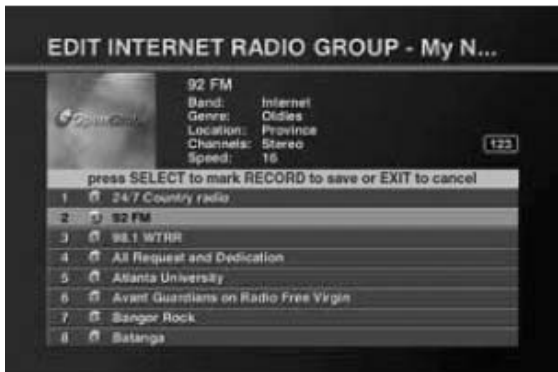 EDIT INTERNET RADIO GROUP - My N...
92 FM
Band: Internet
Genre: Oldies
Location: Province
Channels: Stereo
Speed: 16
123
press SELECT to mark RECORD to save or EXIT to cancel
1 24/7 Country radio
2 92 FM
3 98.1 WTRR
4 All Request and Dedication
5 Atlanta University
6 Avant Guardians on Radio Free Virgin
7 Bangor Rock
8 Batanga